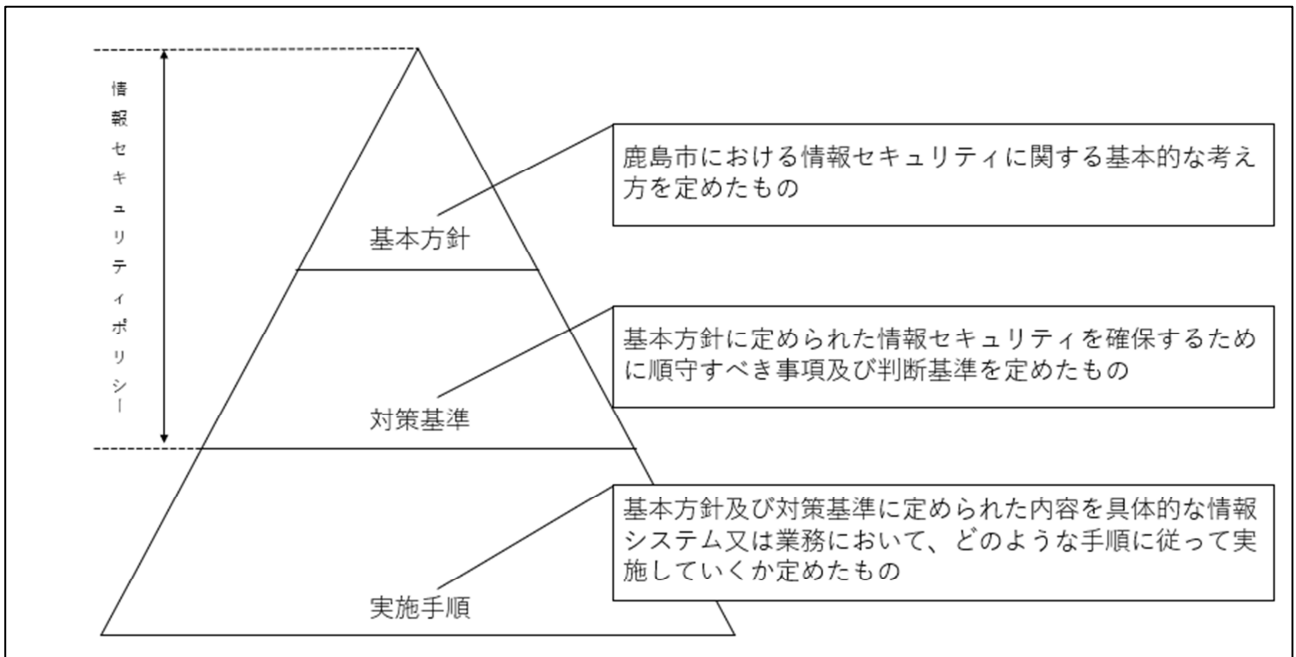 情報セキュリティポリシー
鹿島市における情報セキュリティに関する基本的な考え
方を定めたもの
基本方針
基本方針に定められた情報セキュリティを確保するため
に順守すべき事項及び判断基準を定めたもの
対策基準
基本方針及び対策基準に定められた内容を具体的な情報
システム又は業務において、どのような手順に従って実
施していくか定めたもの
実施手順